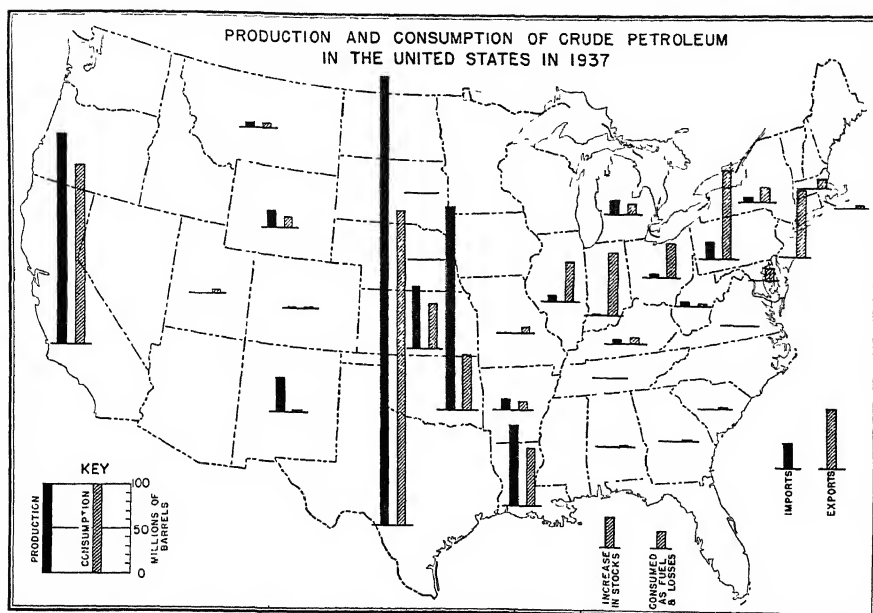 PRODUCTION AND CONSUMPTION OF CRUDE PETROLEUM
IN THE UNITED STATES IN 1937
KEY
PRODUCTION
CONSUMPTION
100
50
0
MILLIONS OF
BARRELS
INCREASE
IN STOCKS
CONSUMED
AS FUEL
& LOSSES
IMPORTS
EXPORTS